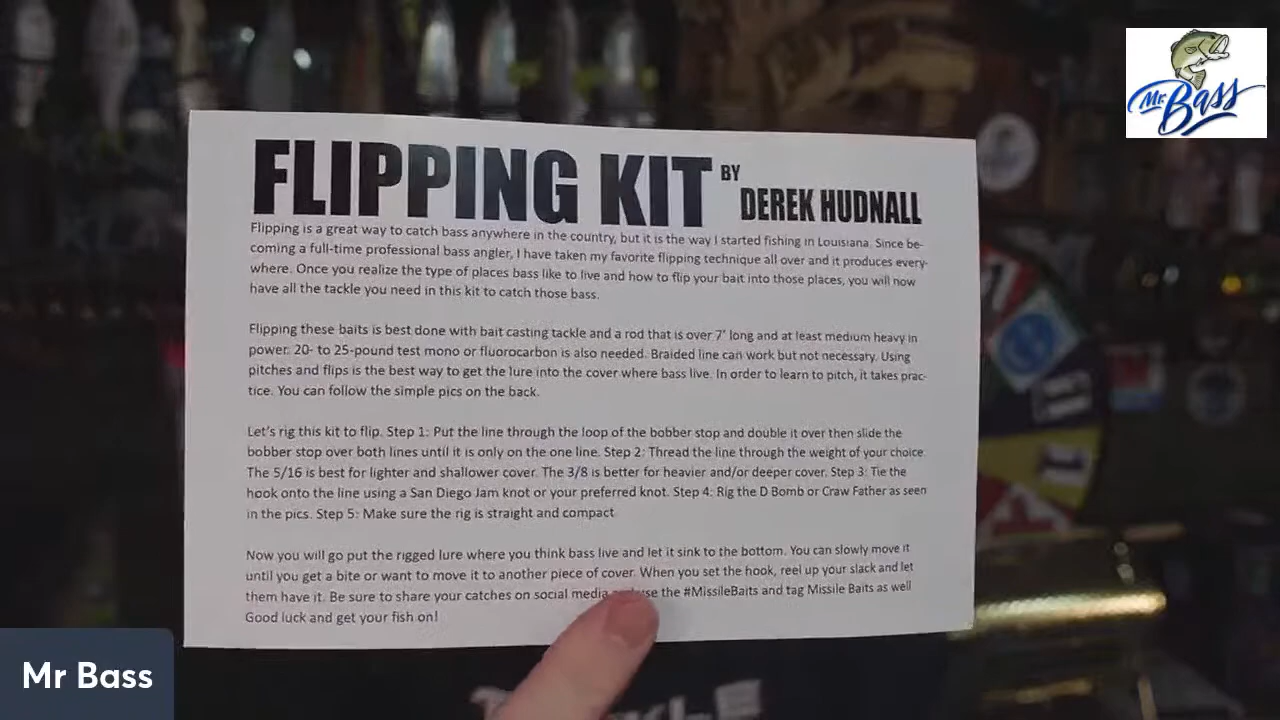 Mr Bass
FLIPPING KIT BY DEREK HUDNALL
Flipping is a great way to catch bass anywhere in the country, but it is the way I started fishing in Louisiana. Since be-
coming a full-time professional bass angler, I have taken my favorite flipping technique all over and it produces every-
where. Once you realize the type of places bass like to live and how to flip your bait into those places, you will now
have all the tackle you need in this kit to catch those bass.
Flipping these baits is best done with bait casting tackle and a rod that is over 7' long and at least medium heavy in
power. 20- to 25-pound test mono or fluorocarbon is also needed. Braided line can work but not necessary. Using
pitches and flips is the best way to get the lure into the cover where bass live. In order to learn to pitch, it takes prac-
tice. You can follow the simple pics on the back.
Let's rig this kit to flip. Step 1: Put the line through the loop of the bobber stop and double it over then slide the
bobber stop over both lines until it is only on the one line. Step 2: Thread the line through the weight of your choice.
The 5/16 is best for lighter and shallower cover. The 3/8 is better for heavier and/or deeper cover. Step 3: Tie the
hook onto the line using a San Diego Jam knot or your preferred knot. Step 4: Rig the D Bomb or Craw Father as seen
in the pics. Step 5: Make sure the rig is straight and compact
Now you will go put the rigged lure where you think bass live and let it sink to the bottom. You can slowly move it
until you get a bite or want to move it to another piece of cover. When you set the hook, reel up your slack and let
them have it. Be sure to share your catches on social media the #MissileBaits and tag Missile Baits as well
Good luck and get your fish on!
Mr Bass